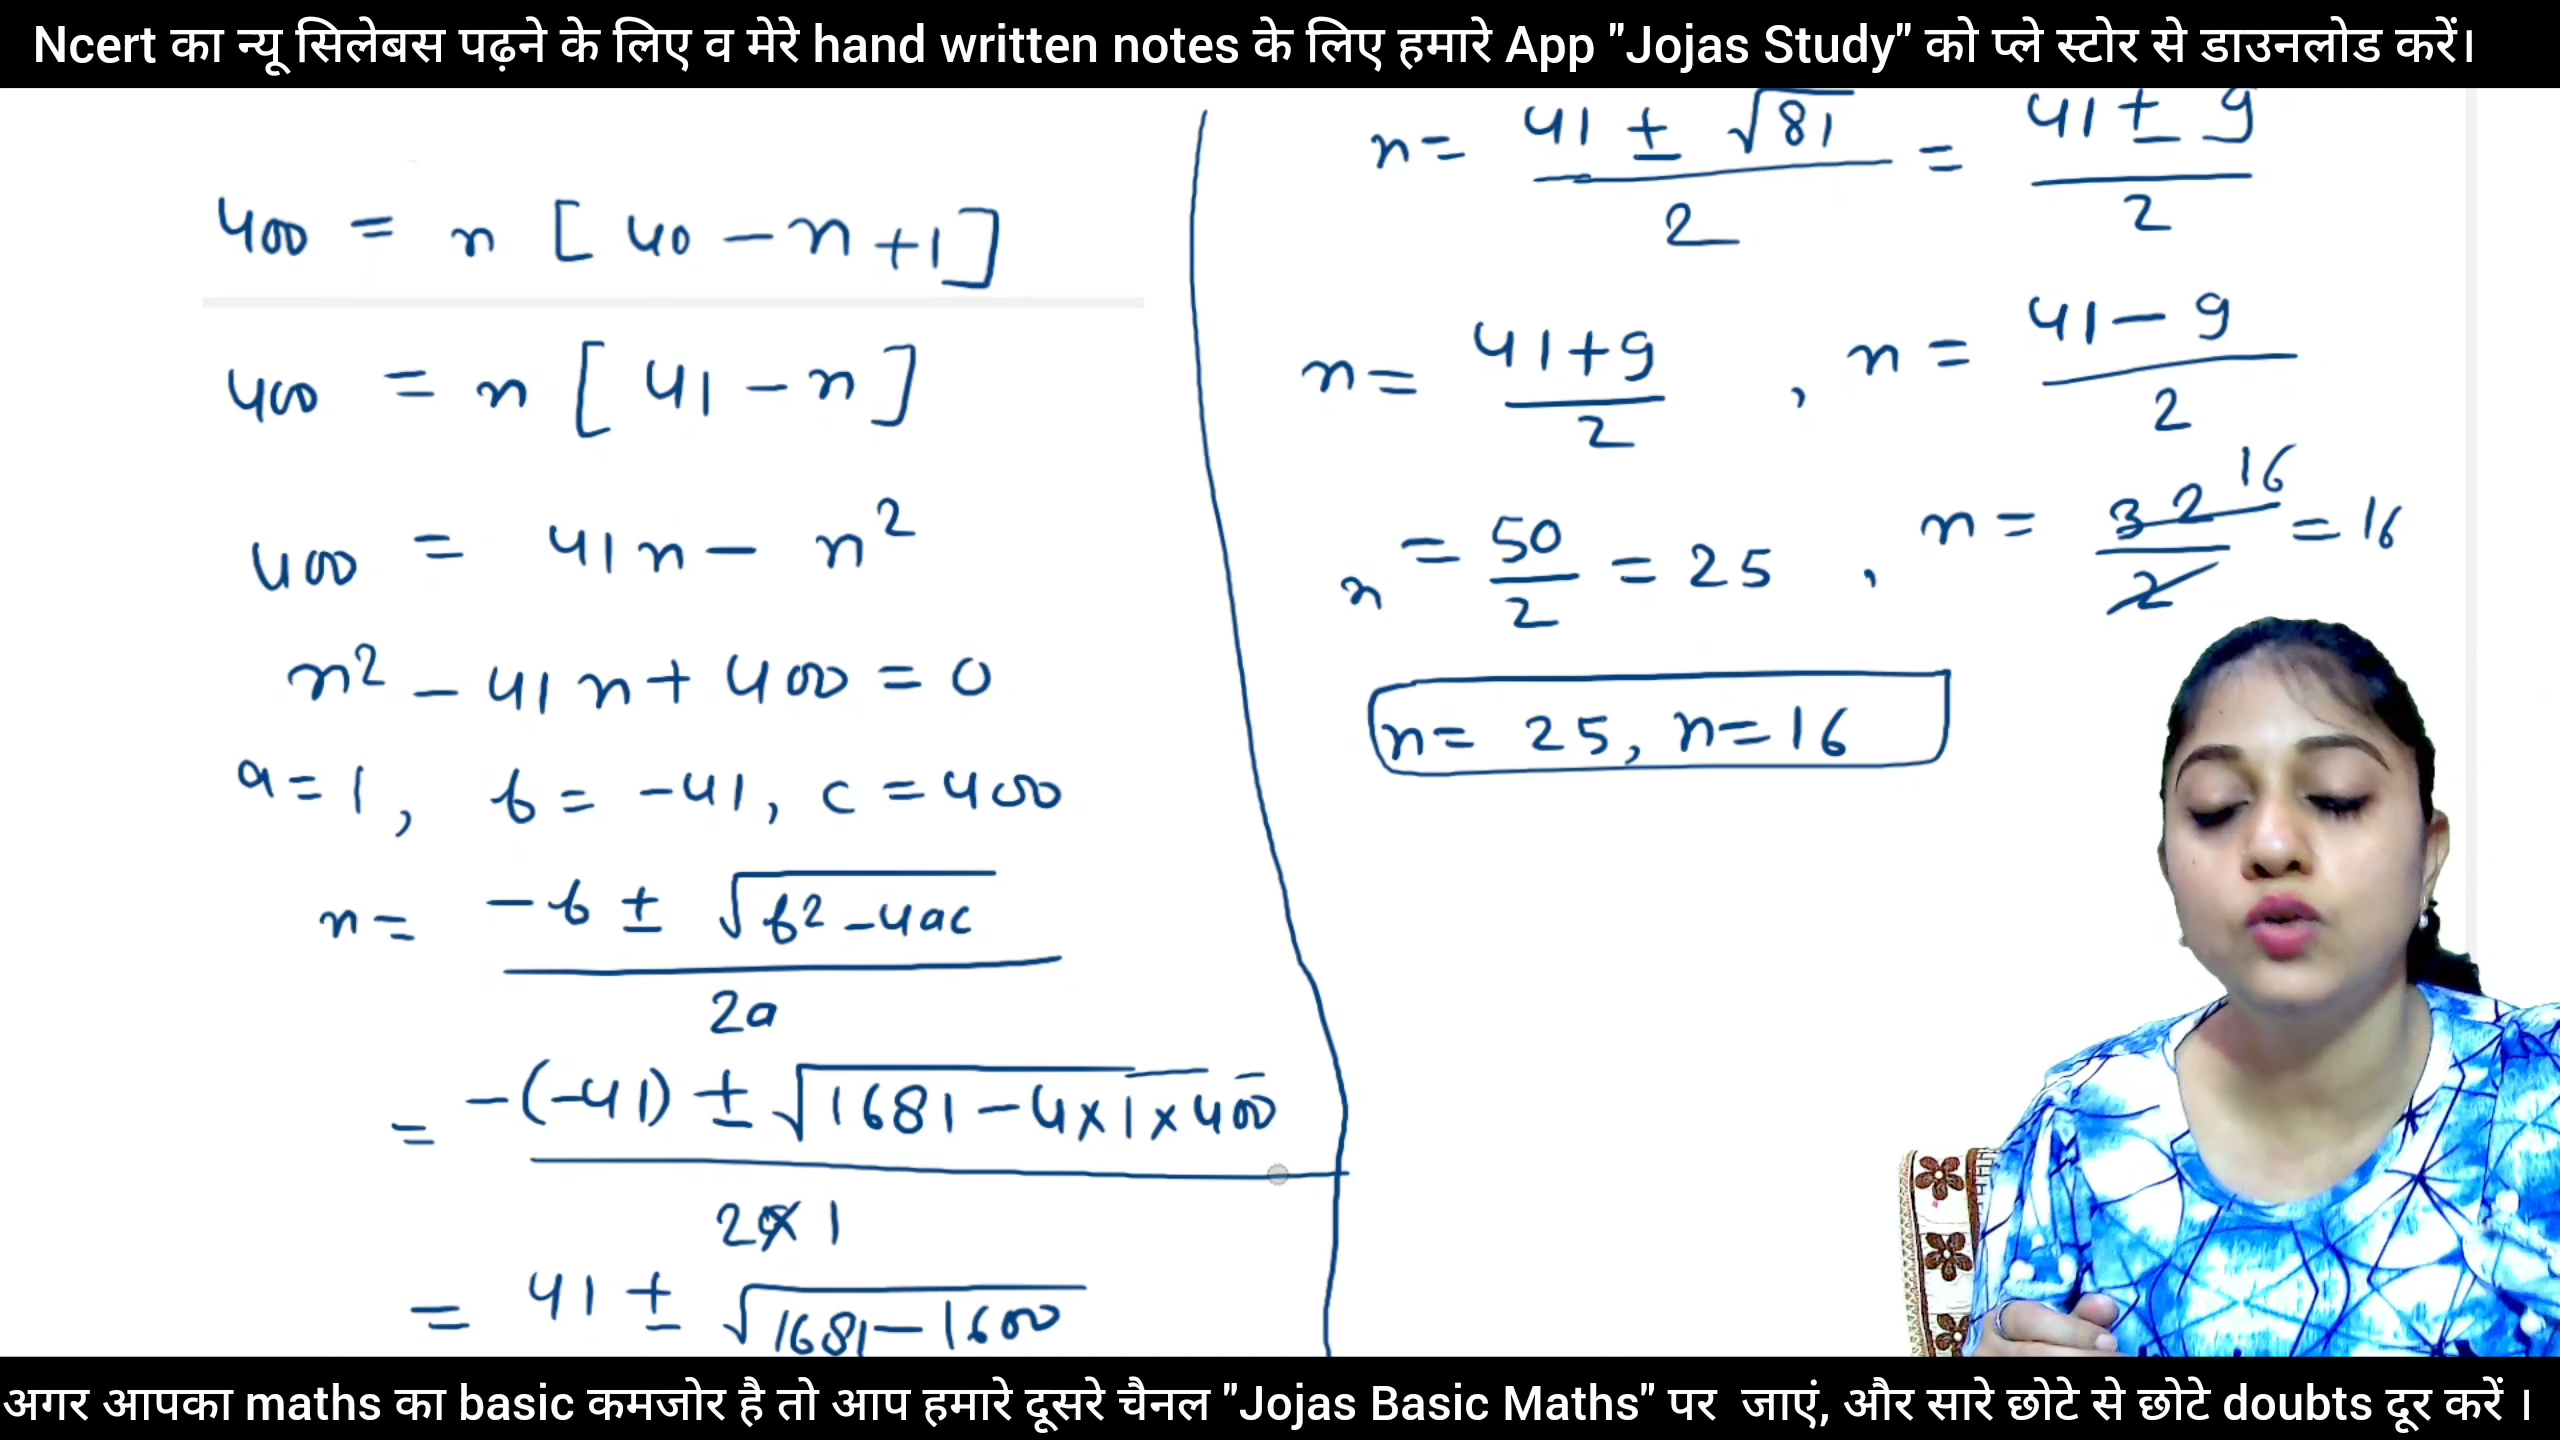 Ncert का न्यू सिलेबस पढ़ने के लिए व मेरे hand written notes के लिए हमारे App "Jojas Study" को प्ले स्टोर से डाउनलोड करें।
400 = n [40 - n + 1]
400 = n [41 - n]
400 = 41n - n²
n² - 41n + 400 = 0
a = 1, b = -41, c = 400
n = (-b ± √(b² - 4ac)) / 2a
= (-(-41) ± √(1681 - 4×1×400)) / 2×1
= 41 ± √(1681 - 1600)
n = (41 ± √81) / 2 = (41 ± 9) / 2
n = (41 + 9) / 2 , n = (41 - 9) / 2
n = 50 / 2 = 25 , n = 32 / 2 16 = 16
n = 25, n = 16
अगर आपका maths का basic कमजोर है तो आप हमारे दूसरे चैनल "Jojas Basic Maths" पर जाएं, और सारे छोटे से छोटे doubts दूर करें ।